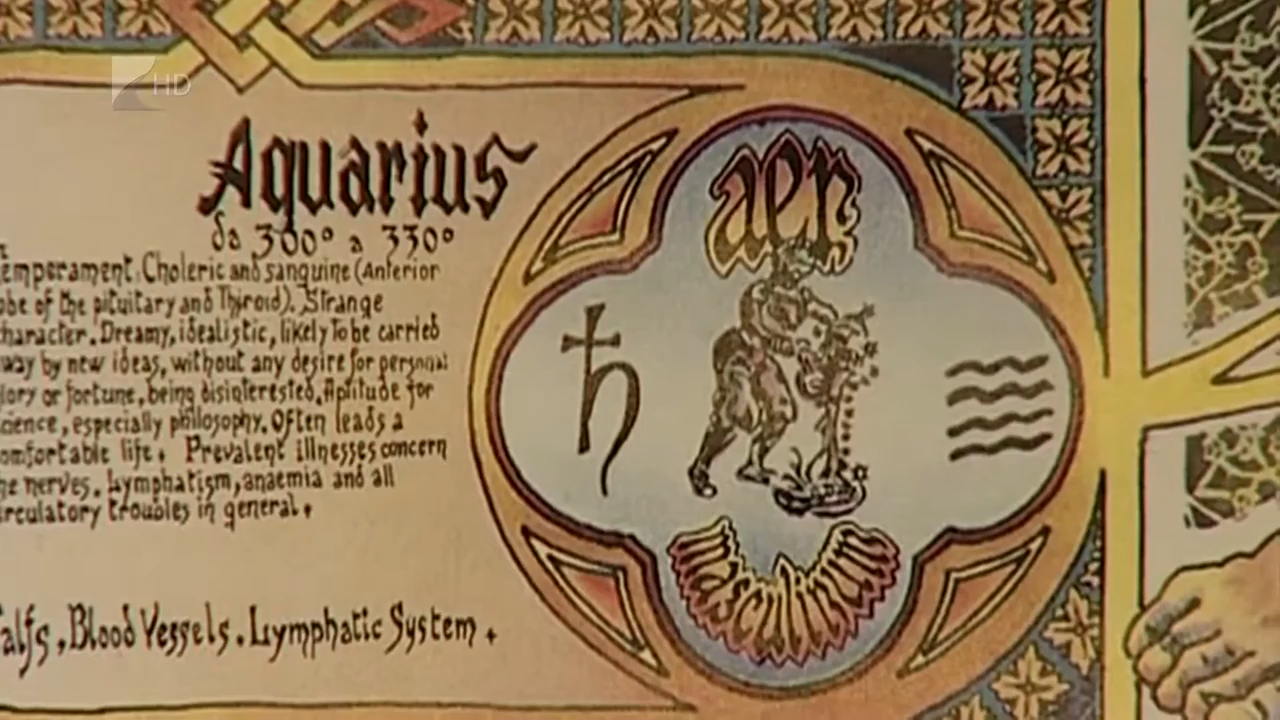 HD
Aquarius
da 300° a 330°
emperament: Choleric and sanguine (Anterior
obe of the pituitary and Thiroid). Strange
character. Dreamy, idealistic, likely to be carried
way by new ideas, without any desire for personal
lory or fortune, being disinterested. Aptitude for
cience, especially philosophy. Often leads a
omfortable life. Prevalent illnesses concern
he nerves. Lymphatism, anaemia and all
irculatory troubles in general.
alfs. Blood Vessels. Lymphatic System.
aer
masculinum